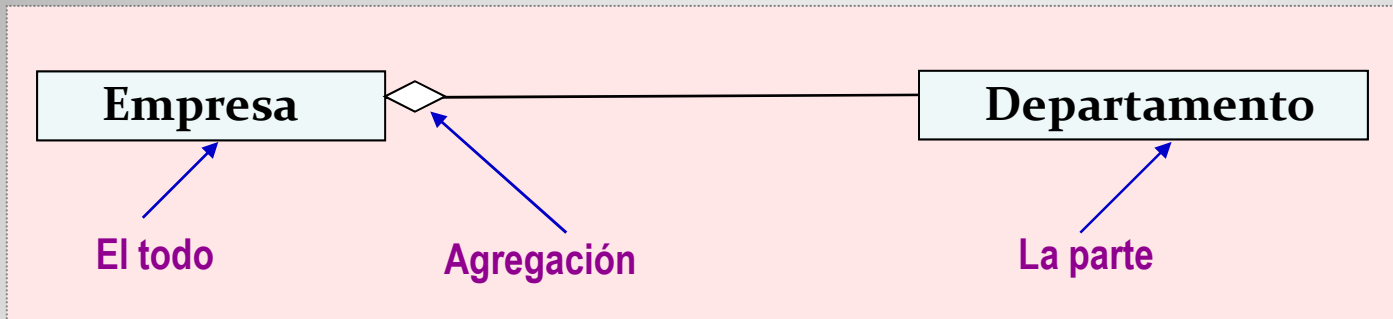 Empresa
Departamento
El todo
Agregación
La parte